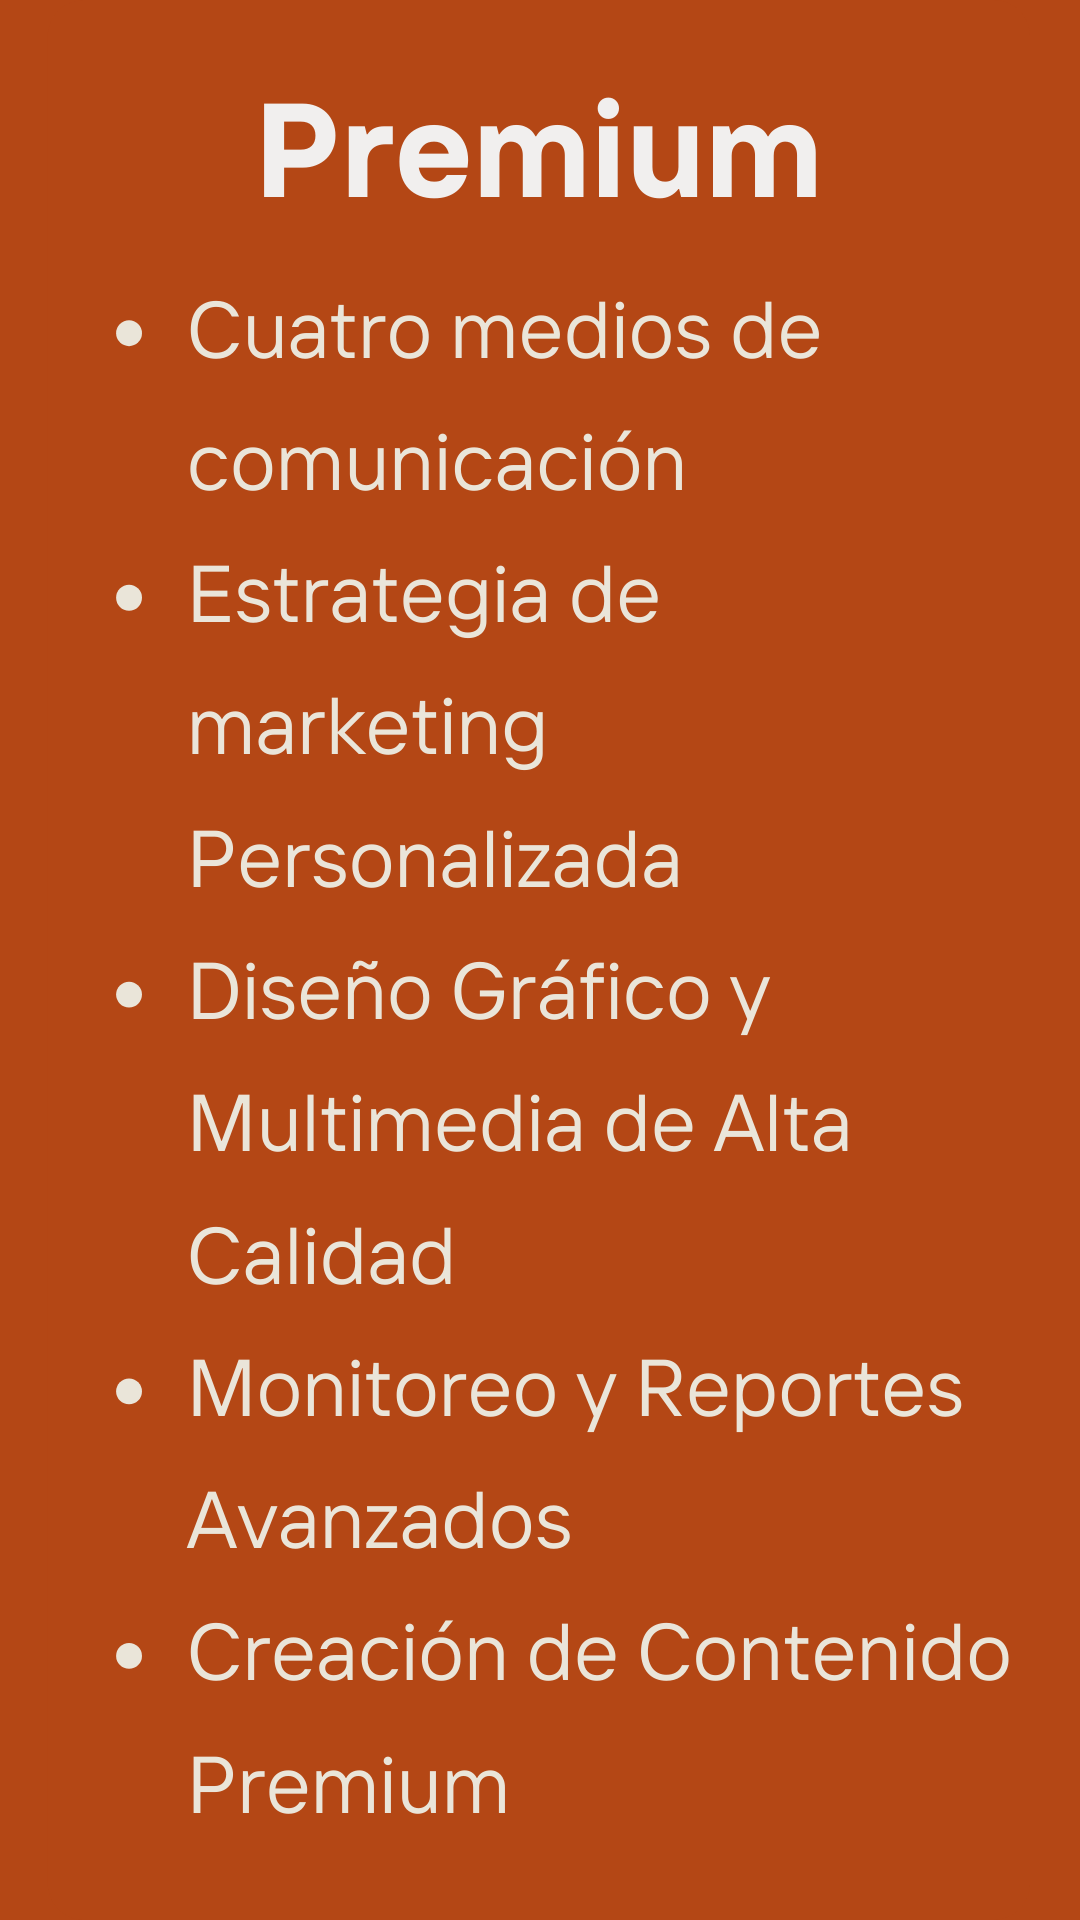 Premium
• Cuatro medios de
comunicación
• Estrategia de
marketing
Personalizada
• Diseño Gráfico y
Multimedia de Alta
Calidad
• Monitoreo y Reportes
Avanzados
• Creación de Contenido
Premium